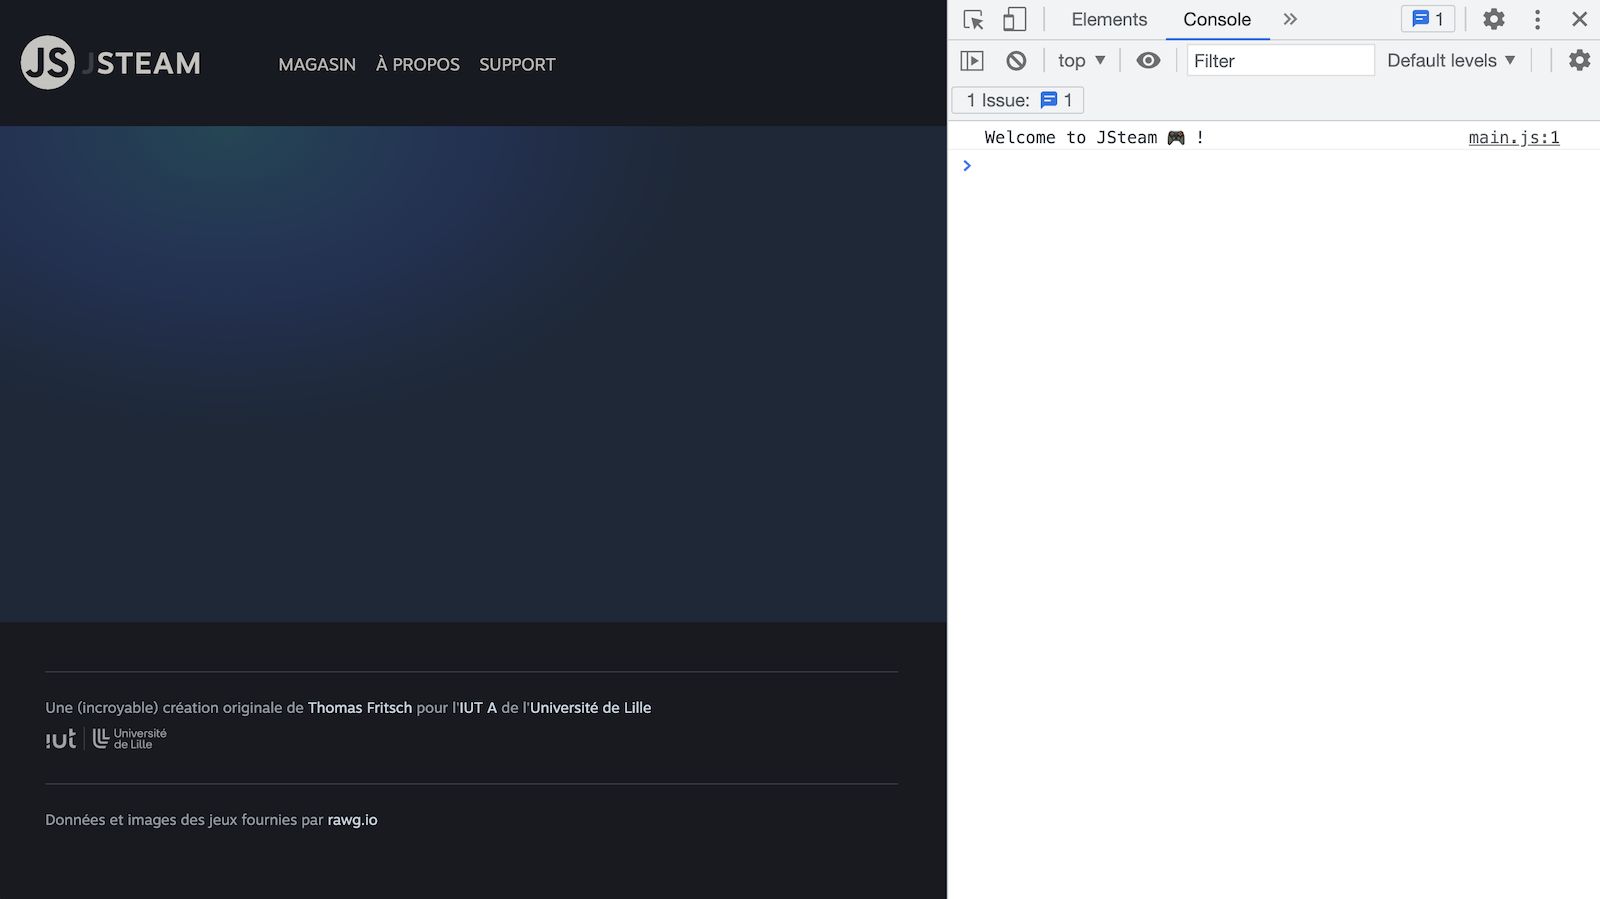 JS JSTEAM MAGASIN À PROPOS SUPPORT
Une (incroyable) création originale de Thomas Fritsch pour l'IUT A de l'Université de Lille
iut Université
de Lille
Données et images des jeux fournies par rawg.io
Elements Console 1
top Filter Default levels
1 Issue: 1
Welcome to JSteam 🎮 ! main.js:1